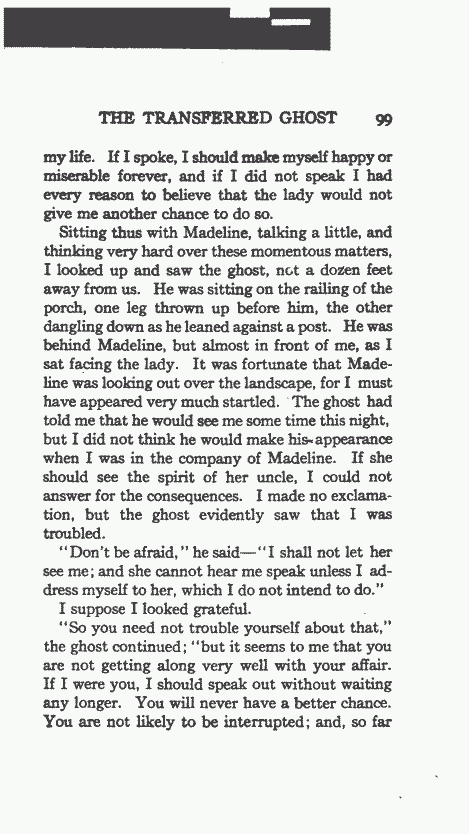 THE TRANSFERRED GHOST 99
my life. If I spoke, I should make myself happy or
miserable forever, and if I did not speak I had
every reason to believe that the lady would not
give me another chance to do so.
Sitting thus with Madeline, talking a little, and
thinking very hard over these momentous matters,
I looked up and saw the ghost, not a dozen feet
away from us. He was sitting on the railing of the
porch, one leg thrown up before him, the other
dangling down as he leaned against a post. He was
behind Madeline, but almost in front of me, as I
sat facing the lady. It was fortunate that Made-
line was looking out over the landscape, for I must
have appeared very much startled. The ghost had
told me that he would see me some time this night,
but I did not think he would make his appearance
when I was in the company of Madeline. If she
should see the spirit of her uncle, I could not
answer for the consequences. I made no exclama-
tion, but the ghost evidently saw that I was
troubled.
"Don't be afraid," he said—"I shall not let her
see me; and she cannot hear me speak unless I ad-
dress myself to her, which I do not intend to do."
I suppose I looked grateful.
"So you need not trouble yourself about that,"
the ghost continued; "but it seems to me that you
are not getting along very well with your affair.
If I were you, I should speak out without waiting
any longer. You will never have a better chance.
You are not likely to be interrupted; and, so far